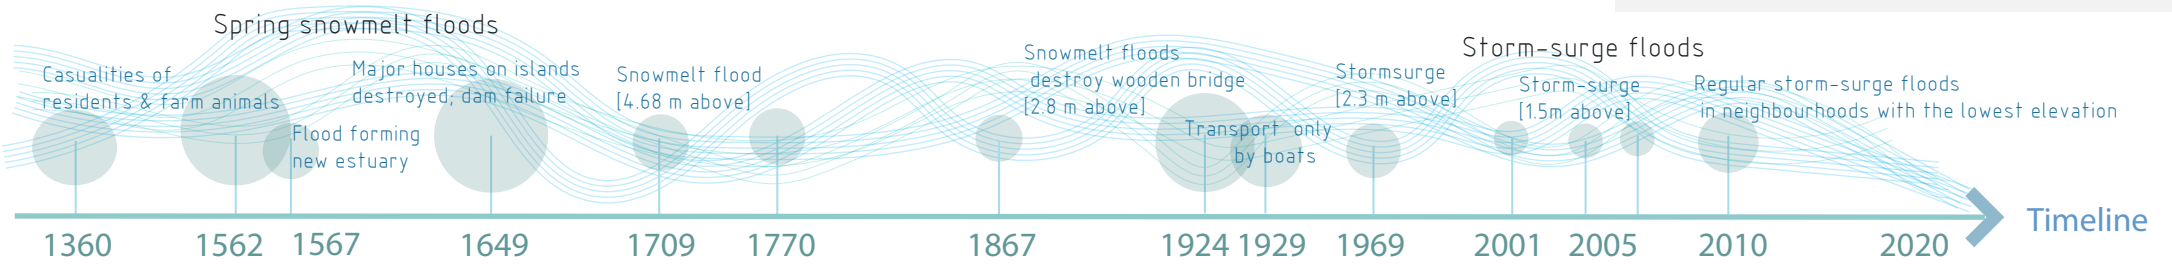 Spring snowmelt floods
Storm-surge floods
Casualities of
residents & farm animals
Flood forming
new estuary
Major houses on islands
destroyed; dam failure
Snowmelt flood
[4.68 m above]
Snowmelt floods
destroy wooden bridge
[2.8 m above]
Transport only
by boats
Stormsurge
[2.3 m above]
Storm-surge
[1.5m above]
Regular storm-surge floods
in neighbourhoods with the lowest elevation
1360 1562 1567 1649 1709 1770 1867 1924 1929 1969 2001 2005 2010 2020
Timeline